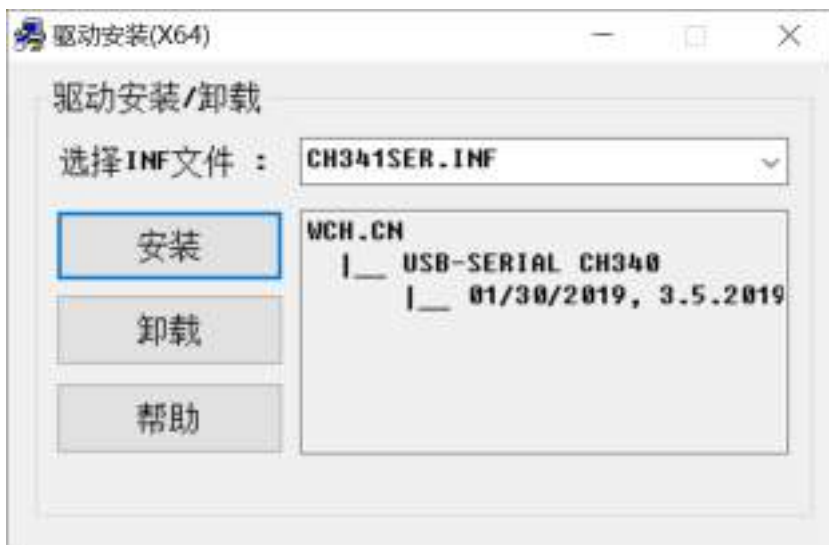 驱动安装(X64)
驱动安装/卸载
选择INF文件 :
CH341SER.INF
安装
卸载
帮助
WCH.CN
|__ USB-SERIAL CH340
|__ 01/30/2019, 3.5.2019